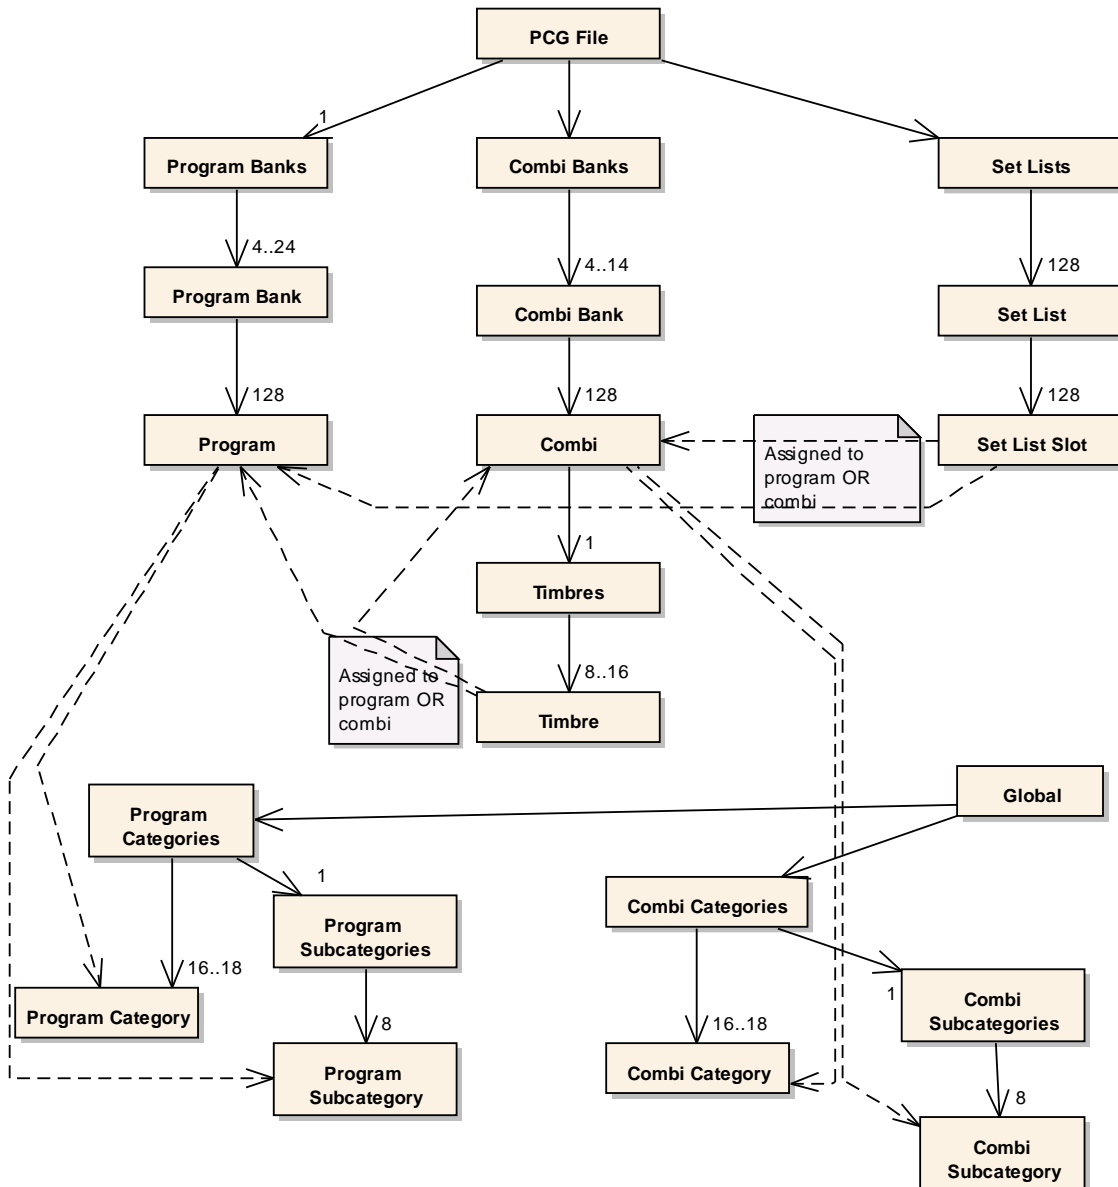 PCG File
1
Program Banks
Combi Banks
Set Lists
4..24
4..14
128
Program Bank
Combi Bank
Set List
128
128
128
Program
Combi
Assigned to
program OR
combi
Set List Slot
1
Timbres
8..16
Assigned to
program OR
combi
Timbre
Global
Program
Categories
1
Combi Categories
Program
Subcategories
16..18
1
Combi
Subcategories
Program Category
8
16..18
Program
Subcategory
Combi Category
8
Combi
Subcategory